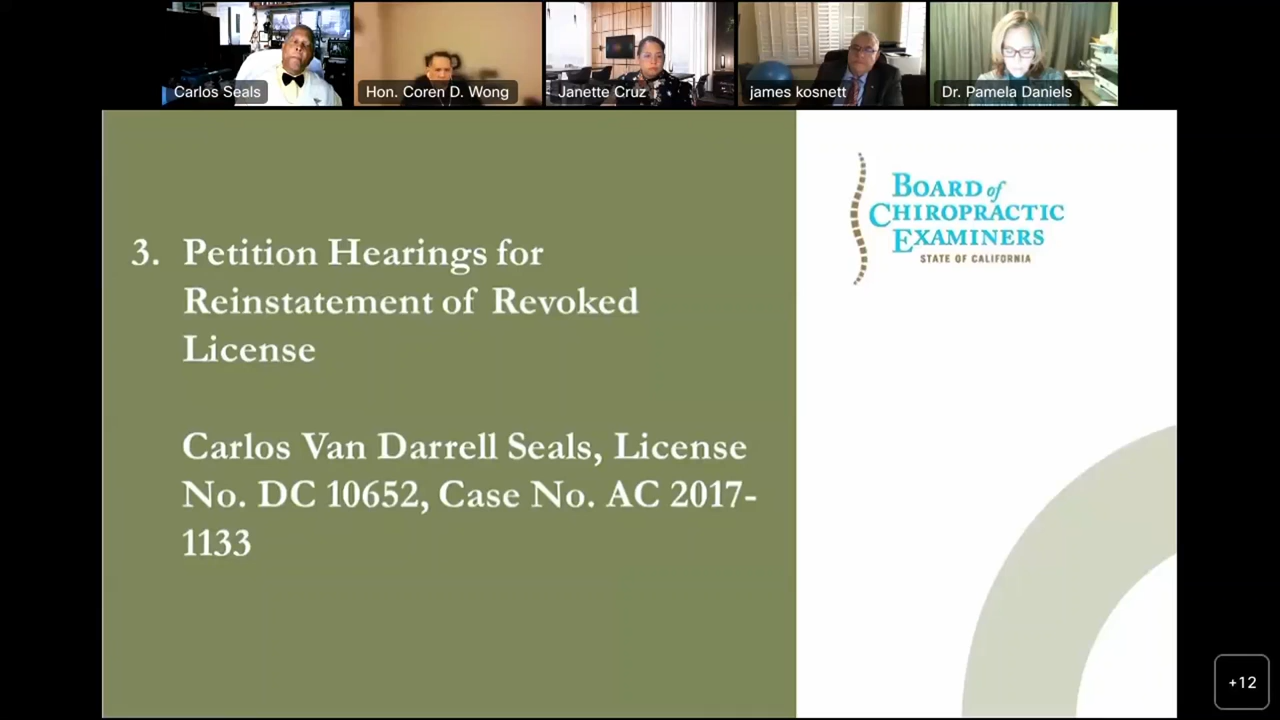 Carlos Seals
Hon. Coren D. Wong
Janette Cruz
james kosnett
Dr. Pamela Daniels
3. Petition Hearings for
Reinstatement of Revoked
License
Carlos Van Darrell Seals, License
No. DC 10652, Case No. AC 2017-
1133
BOARD of
CHIROPRACTIC
EXAMINERS
STATE OF CALIFORNIA
+12